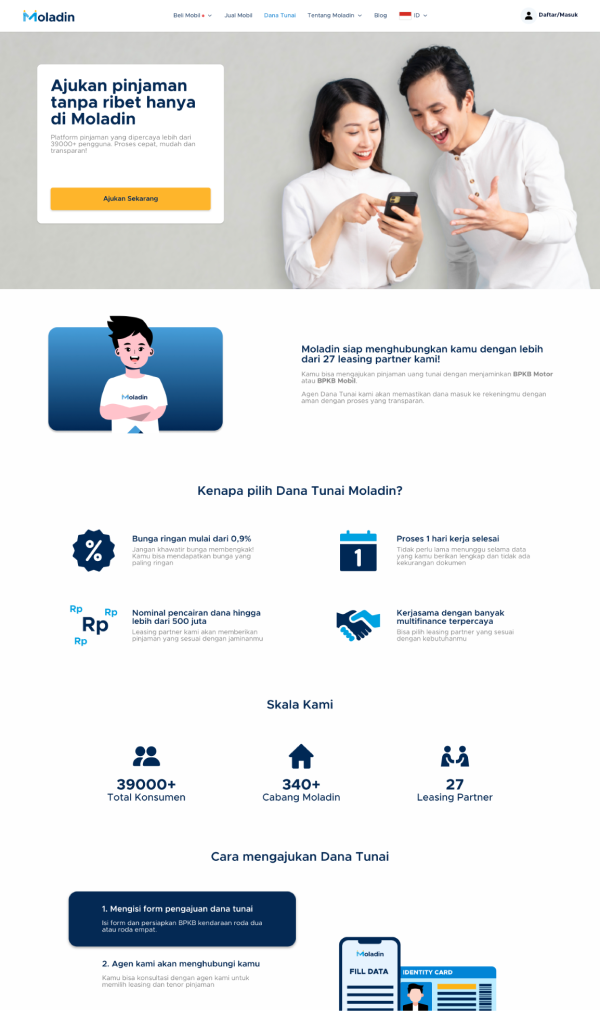 Moladin
Beli Mobil Jual Mobil Dana Tunai Tentang Moladin Blog ID Daftar/Masuk
Ajukan pinjaman
tanpa ribet hanya
di Moladin
Platform pinjaman yang dipercaya lebih dari
39000+ pengguna. Proses cepat, mudah dan
transparan!
Ajukan Sekarang
Moladin
Moladin siap menghubungkan kamu dengan lebih
dari 27 leasing partner kami!
Kamu bisa mengajukan pinjaman uang tunai dengan menjaminkan BPKB Motor
atau BPKB Mobil.
Agen Dana Tunai kami akan memastikan dana masuk ke rekeningmu dengan
aman dengan proses yang transparan.
Kenapa pilih Dana Tunai Moladin?
%
Bunga ringan mulai dari 0,9%
Jangan khawatir bunga membengkak!
Kamu bisa mendapatkan bunga yang
paling ringan
1
Proses 1 hari kerja selesai
Tidak perlu lama menunggu selama data
yang kamu berikan lengkap dan tidak ada
kekurangan dokumen
Rp
Rp
Rp
Rp
Nominal pencairan dana hingga
lebih dari 500 juta
Leasing partner kami akan memberikan
pinjaman yang sesuai dengan jaminanmu
Kerjasama dengan banyak
multifinance terpercaya
Bisa pilih leasing partner yang sesuai
dengan kebutuhanmu
Skala Kami
39000+
Total Konsumen
340+
Cabang Moladin
27
Leasing Partner
Cara mengajukan Dana Tunai
1. Mengisi form pengajuan dana tunai
Isi form dan persiapkan BPKB kendaraan roda dua
atau roda empat.
2. Agen kami akan menghubungi kamu
Kamu bisa konsultasi dengan agen kami untuk
memilih leasing dan tenor pinjaman
Moladin
FILL DATA
IDENTITY CARD